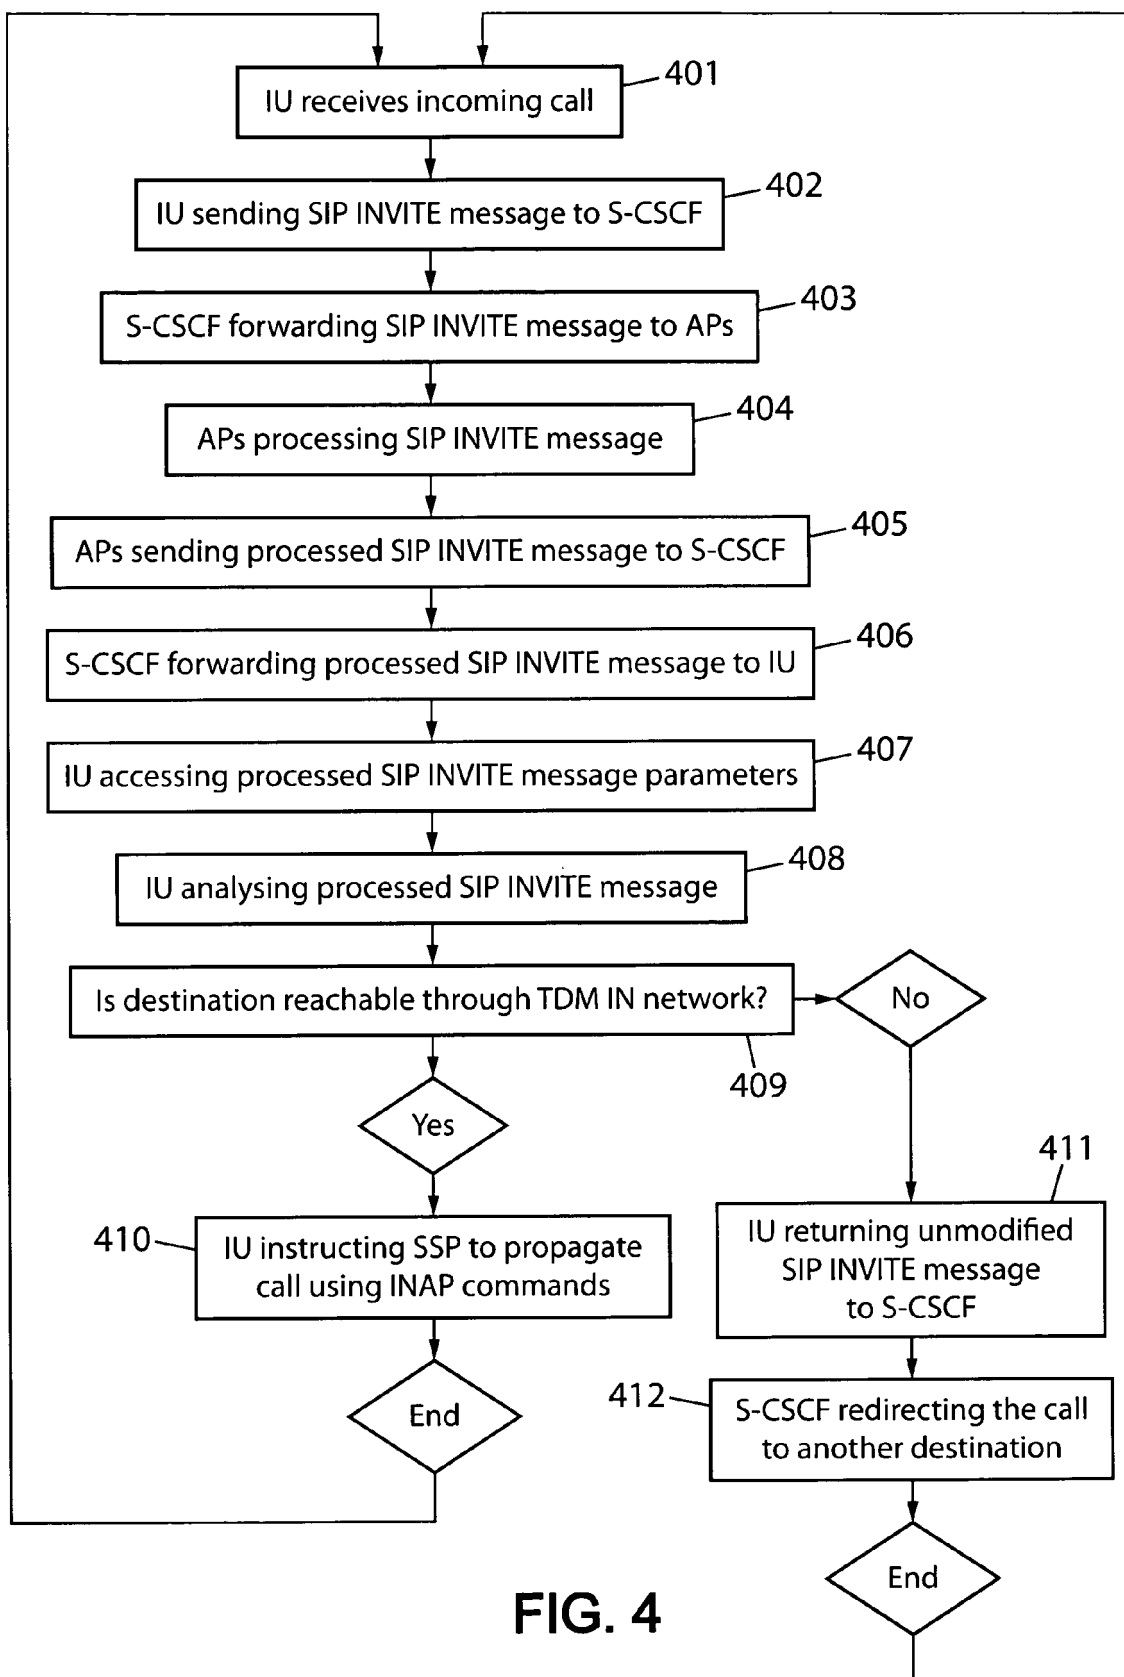 401
IU receives incoming call
402
IU sending SIP INVITE message to S-CSCF
403
S-CSCF forwarding SIP INVITE message to APs
404
APs processing SIP INVITE message
405
APs sending processed SIP INVITE message to S-CSCF
406
S-CSCF forwarding processed SIP INVITE message to IU
407
IU accessing processed SIP INVITE message parameters
408
IU analysing processed SIP INVITE message
Is destination reachable through TDM IN network?
No
409
Yes
411
410
IU instructing SSP to propagate
call using INAP commands
IU returning unmodified
SIP INVITE message
to S-CSCF
End
412
S-CSCF redirecting the call
to another destination
End
FIG. 4